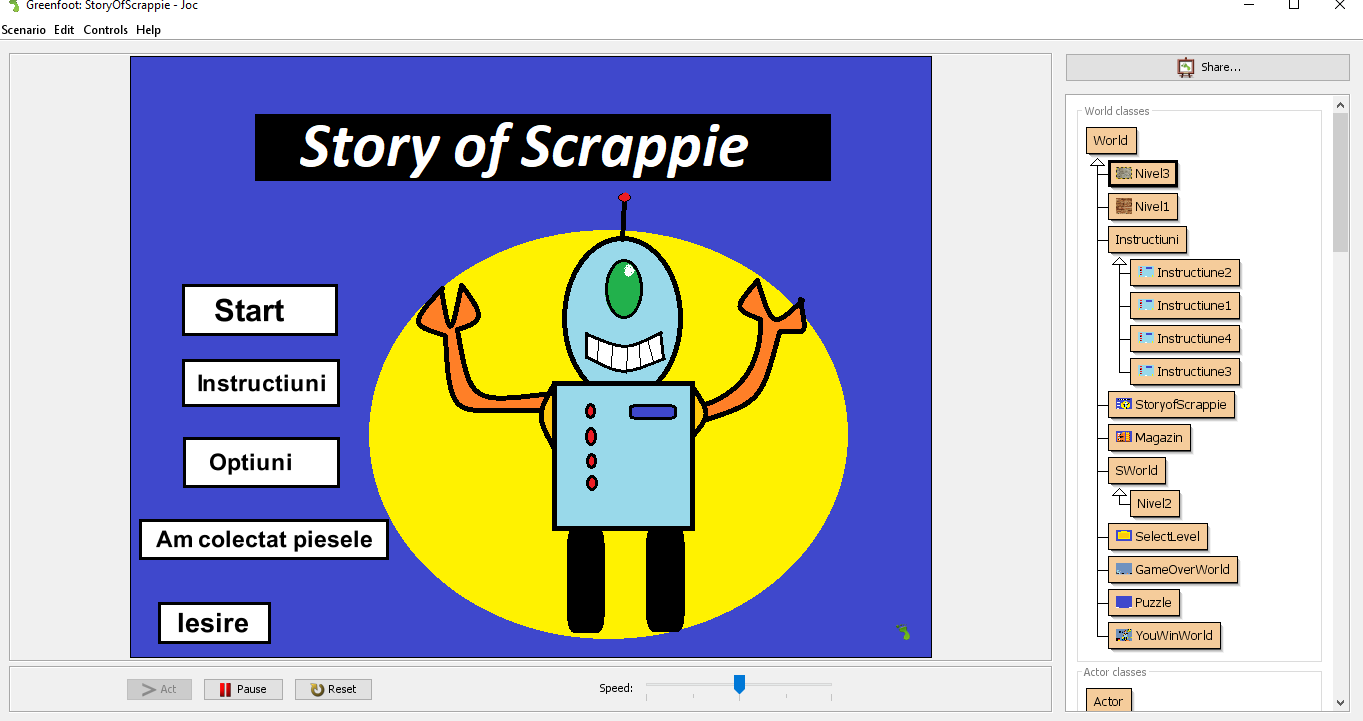 Greenfoot: StoryOfScrappie - Joc
Scenario Edit Controls Help
Story of Scrappie
Start
Instructiuni
Optiuni
Am colectat piesele
Iesire
Act
Pause
Reset
Speed:
Share...
World classes
World
Nivel3
Nivel1
Instructiuni
Instructiune2
Instructiune1
Instructiune4
Instructiune3
StoryofScrappie
Magazin
SWorld
Nivel2
SelectLevel
GameOverWorld
Puzzle
YouWinWorld
Actor classes
Actor